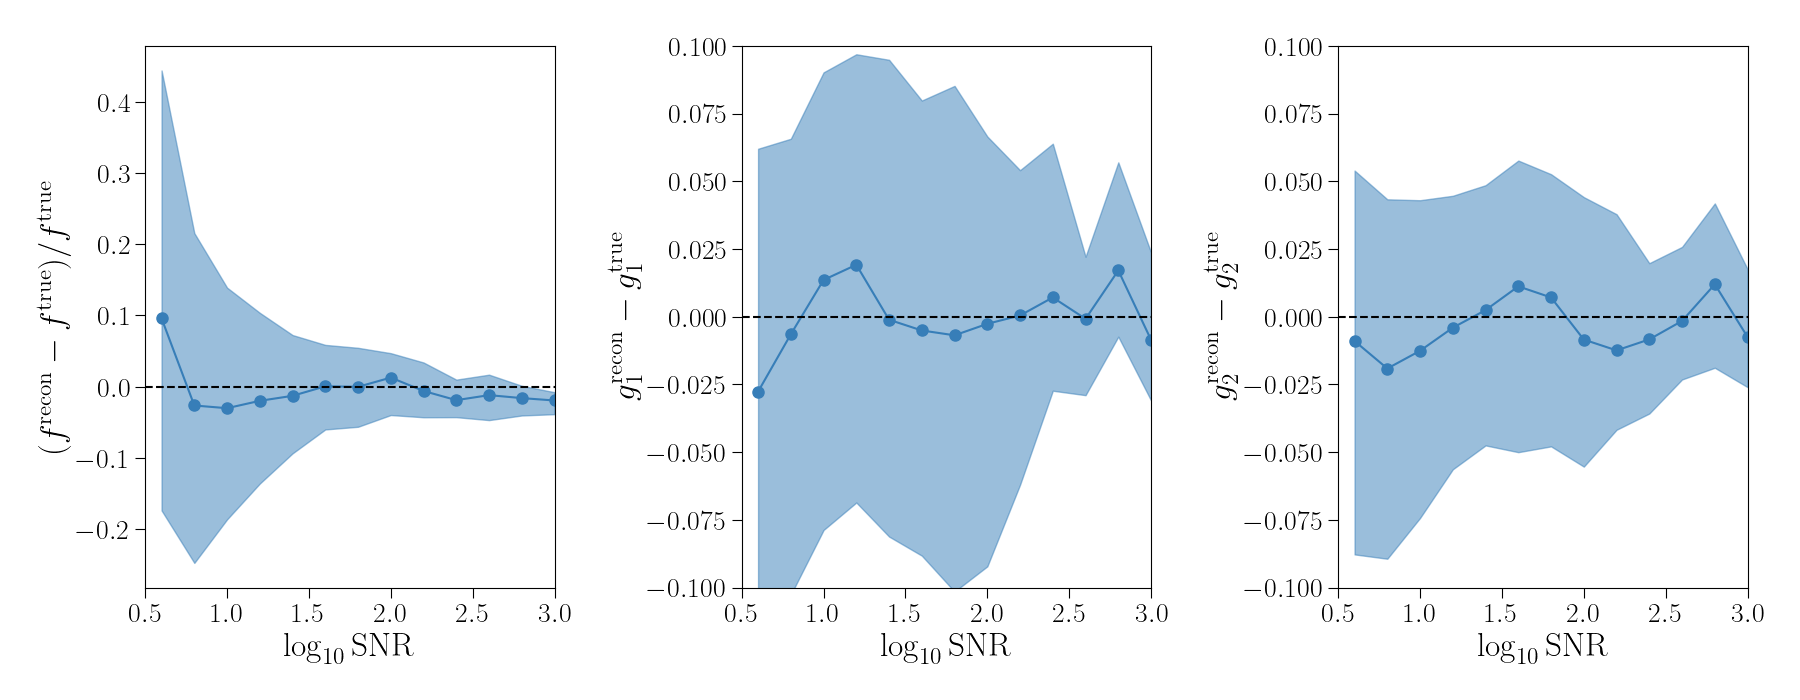 (f^recon − f^true)/f^true
0.4
0.3
0.2
0.1
0.0
−0.1
−0.2
0.5 1.0 1.5 2.0 2.5 3.0
log₁₀ SNR
g₁^recon − g₁^true
0.100
0.075
0.050
0.025
0.000
−0.025
−0.050
−0.075
−0.100
0.5 1.0 1.5 2.0 2.5 3.0
log₁₀ SNR
g₂^recon − g₂^true
0.100
0.075
0.050
0.025
0.000
−0.025
−0.050
−0.075
−0.100
0.5 1.0 1.5 2.0 2.5 3.0
log₁₀ SNR